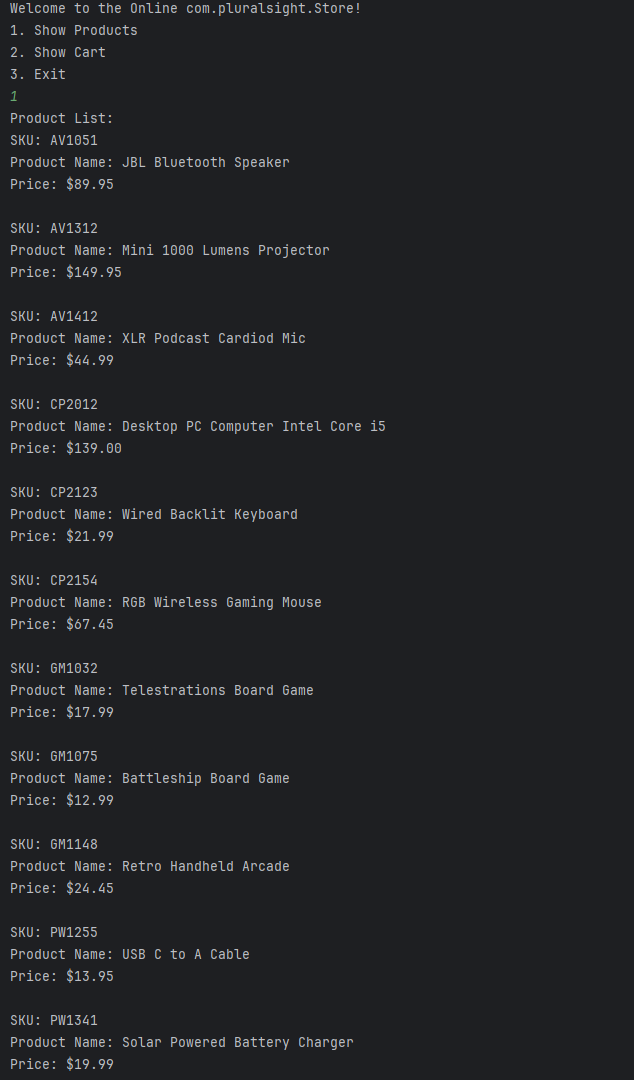 Welcome to the Online com.pluralsight.Store!
1. Show Products
2. Show Cart
3. Exit
1
Product List:
SKU: AV1051
Product Name: JBL Bluetooth Speaker
Price: $89.95
SKU: AV1312
Product Name: Mini 1000 Lumens Projector
Price: $149.95
SKU: AV1412
Product Name: XLR Podcast Cardiod Mic
Price: $44.99
SKU: CP2012
Product Name: Desktop PC Computer Intel Core i5
Price: $139.00
SKU: CP2123
Product Name: Wired Backlit Keyboard
Price: $21.99
SKU: CP2154
Product Name: RGB Wireless Gaming Mouse
Price: $67.45
SKU: GM1032
Product Name: Telestrations Board Game
Price: $17.99
SKU: GM1075
Product Name: Battleship Board Game
Price: $12.99
SKU: GM1148
Product Name: Retro Handheld Arcade
Price: $24.45
SKU: PW1255
Product Name: USB C to A Cable
Price: $13.95
SKU: PW1341
Product Name: Solar Powered Battery Charger
Price: $19.99